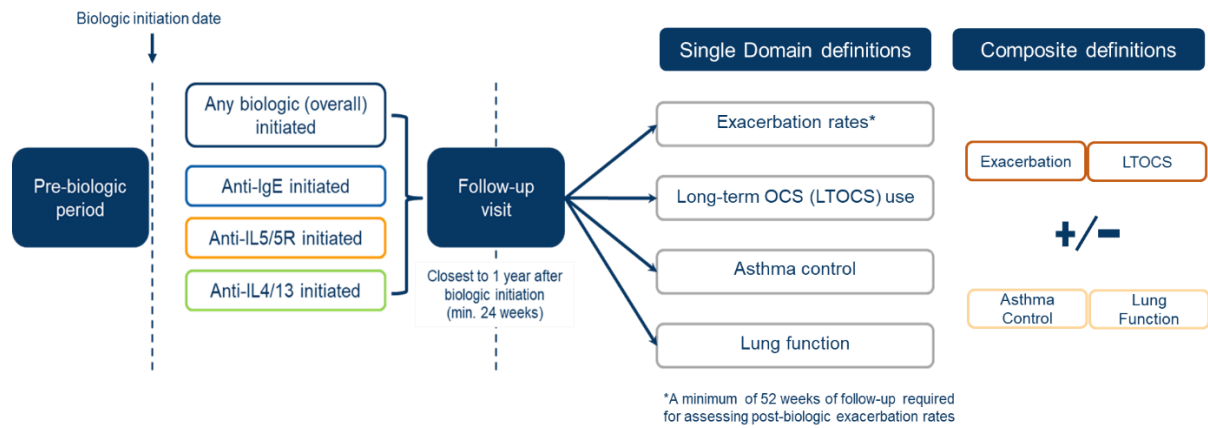 Biologic initiation date
Pre-biologic
period
Any biologic (overall)
initiated
Anti-IgE initiated
Anti-IL5/5R initiated
Anti-IL4/13 initiated
Follow-up
visit
Closest to 1 year after
biologic initiation
(min. 24 weeks)
Single Domain definitions
Exacerbation rates*
Long-term OCS (LTOCS) use
Asthma control
Lung function
*A minimum of 52 weeks of follow-up required
for assessing post-biologic exacerbation rates
Composite definitions
Exacerbation
LTOCS
+/−
Asthma
Control
Lung
Function